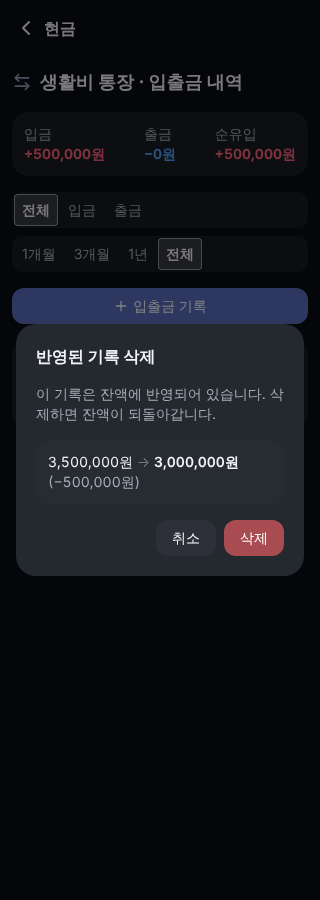 현금
생활비 통장 · 입출금 내역
입금 출금 순유입
+500,000원 −0원 +500,000원
전체 입금 출금
1개월 3개월 1년 전체
+ 입출금 기록
반영된 기록 삭제
이 기록은 잔액에 반영되어 있습니다. 삭
제하면 잔액이 되돌아갑니다.
3,500,000원 → 3,000,000원
(−500,000원)
취소 삭제